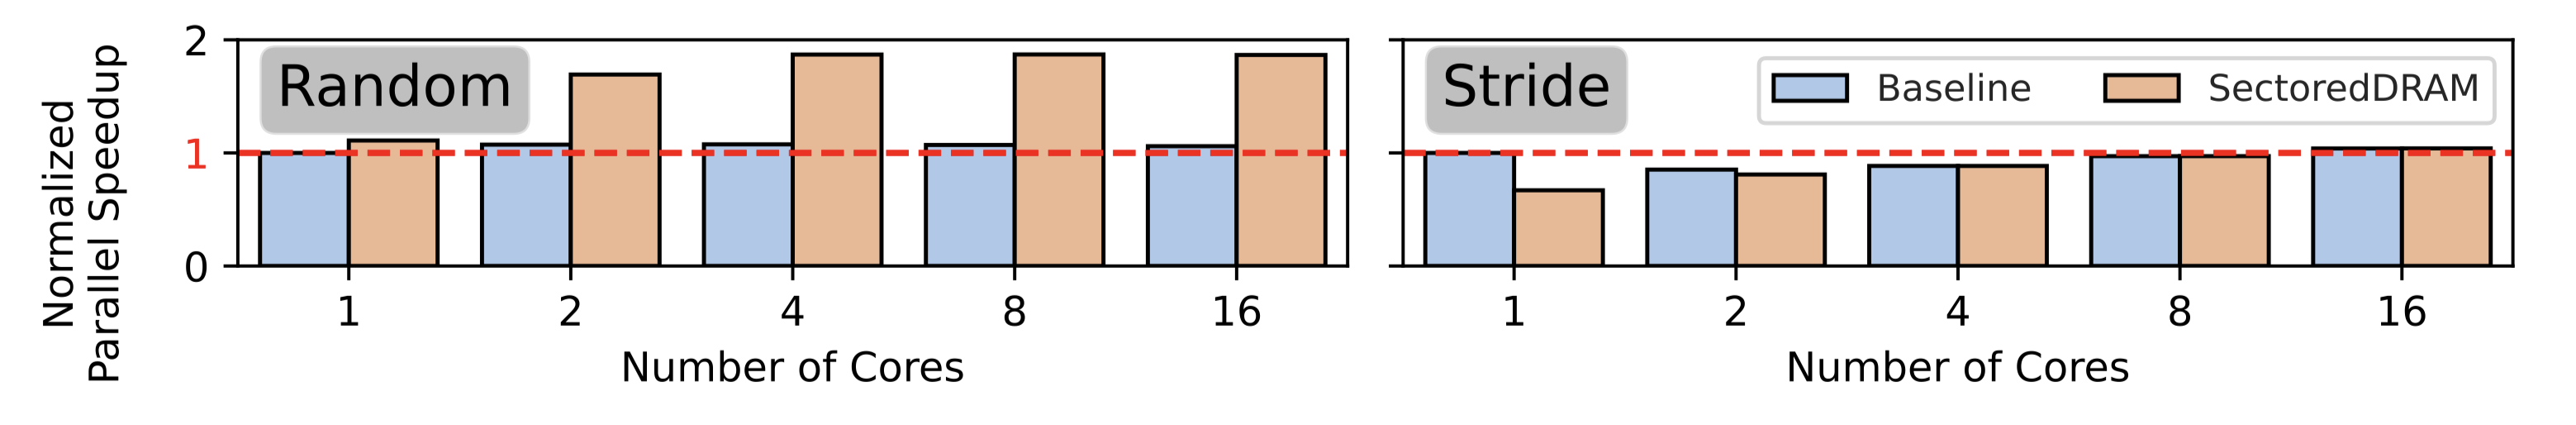 Normalized
Parallel Speedup
2
1
0
Random
1 2 4 8 16
Number of Cores
Stride
Baseline SectoredDRAM
1 2 4 8 16
Number of Cores